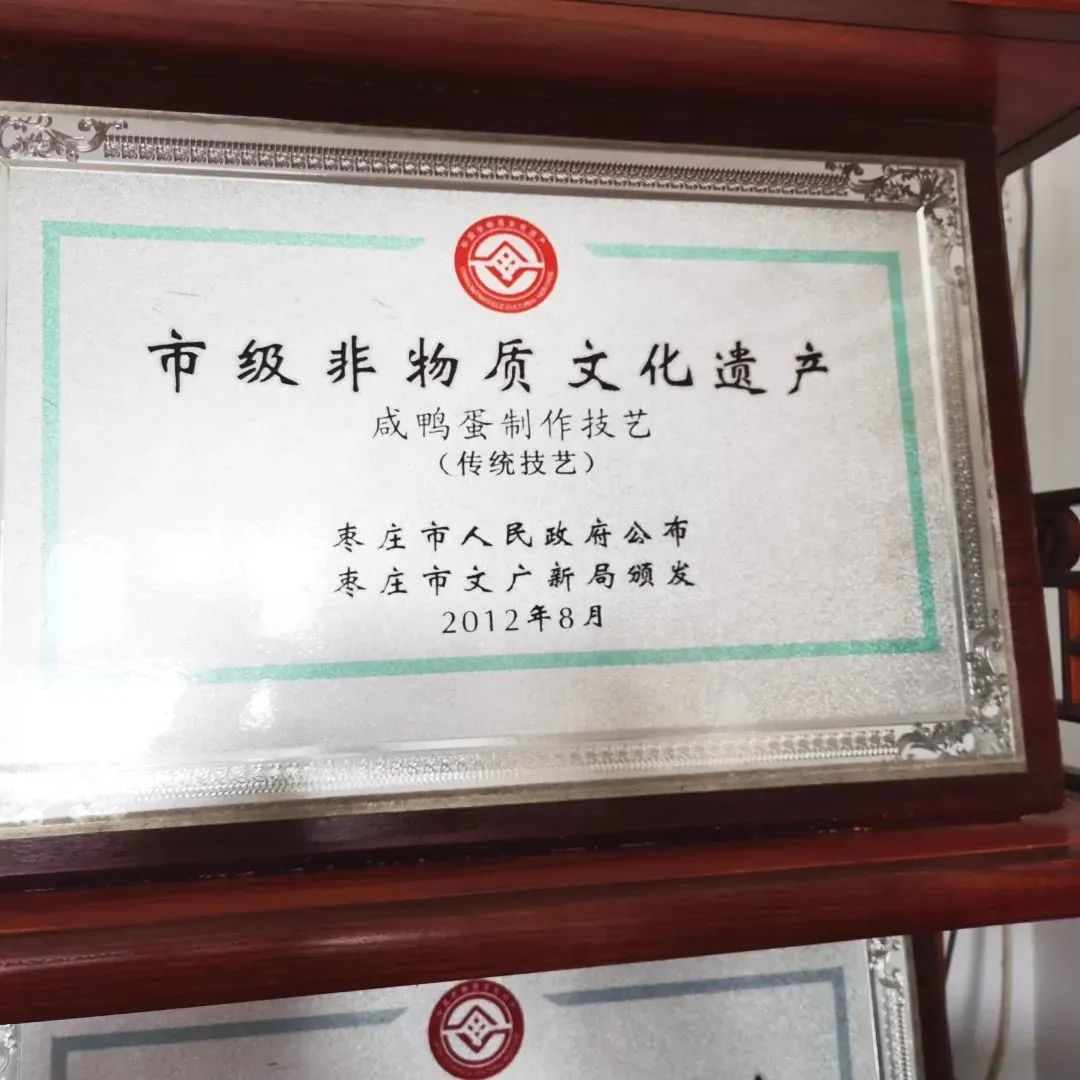 市级非物质文化遗产
咸鸭蛋制作技艺
（传统技艺）
枣庄市人民政府公布
枣庄市文广新局颁发
2012年8月